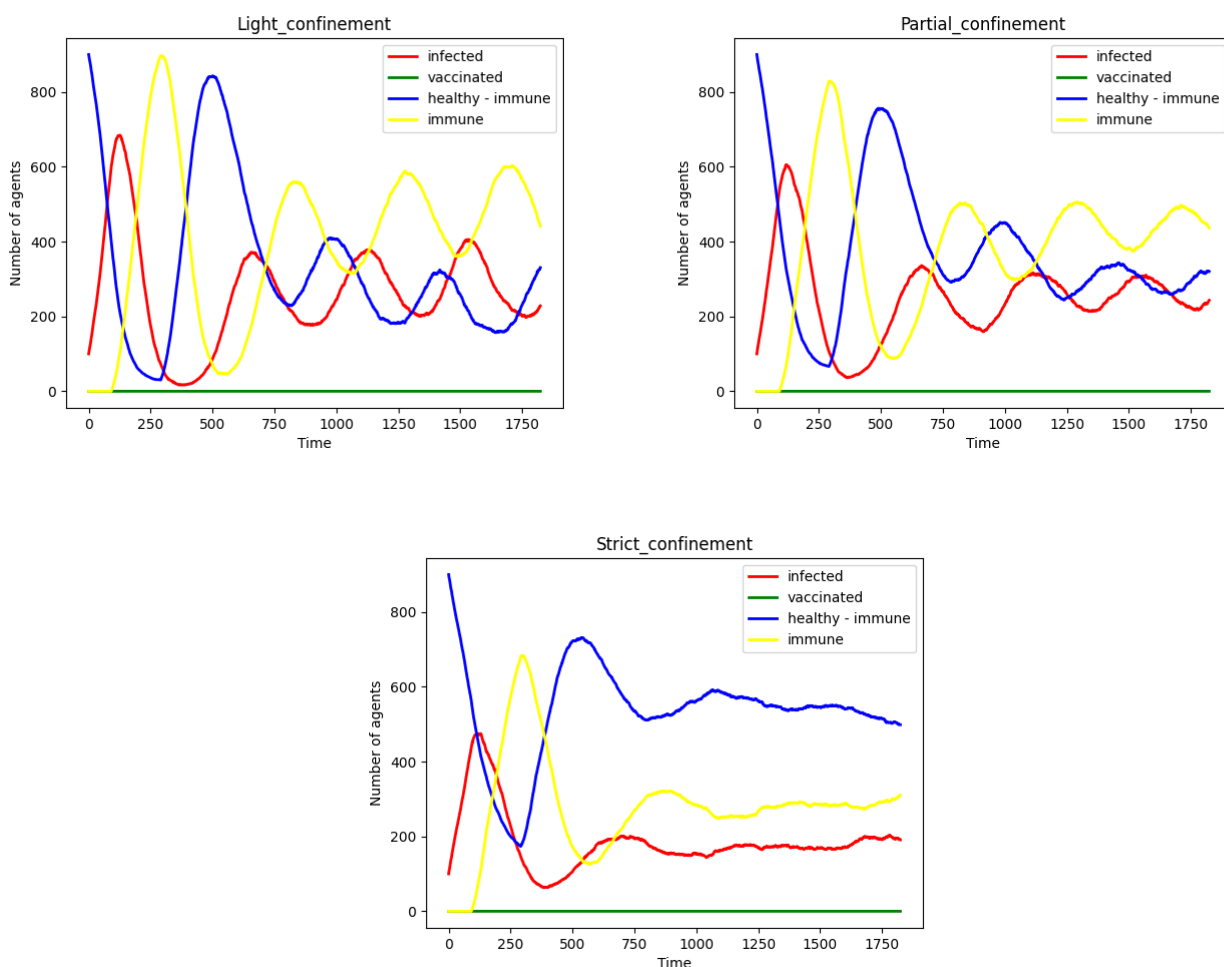 Light_confinement
infected
vaccinated
healthy - immune
immune
Number of agents
800
600
400
200
0
0 250 500 750 1000 1250 1500 1750
Time
Partial_confinement
infected
vaccinated
healthy - immune
immune
Number of agents
800
600
400
200
0
0 250 500 750 1000 1250 1500 1750
Time
Strict_confinement
infected
vaccinated
healthy - immune
immune
Number of agents
800
600
400
200
0
0 250 500 750 1000 1250 1500 1750
Time